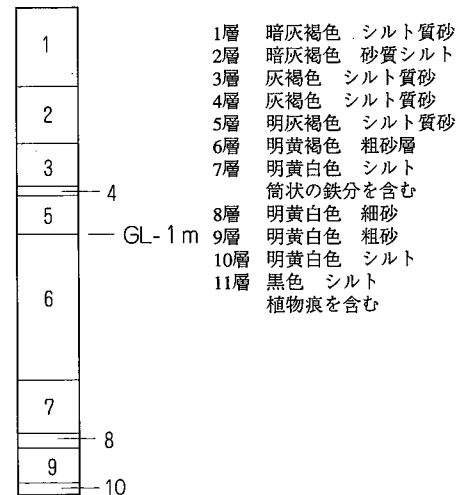 1
2
3
4
5
GL-1m
6
7
8
9
10
1層 暗灰褐色 シルト質砂
2層 暗灰褐色 砂質シルト
3層 灰褐色 シルト質砂
4層 灰褐色 シルト質砂
5層 明灰褐色 シルト質砂
6層 明黄褐色 粗砂層
7層 明黄白色 シルト
筒状の鉄分を含む
8層 明黄白色 細砂
9層 明黄白色 粗砂
10層 明黄白色 シルト
11層 黒色 シルト
植物痕を含む